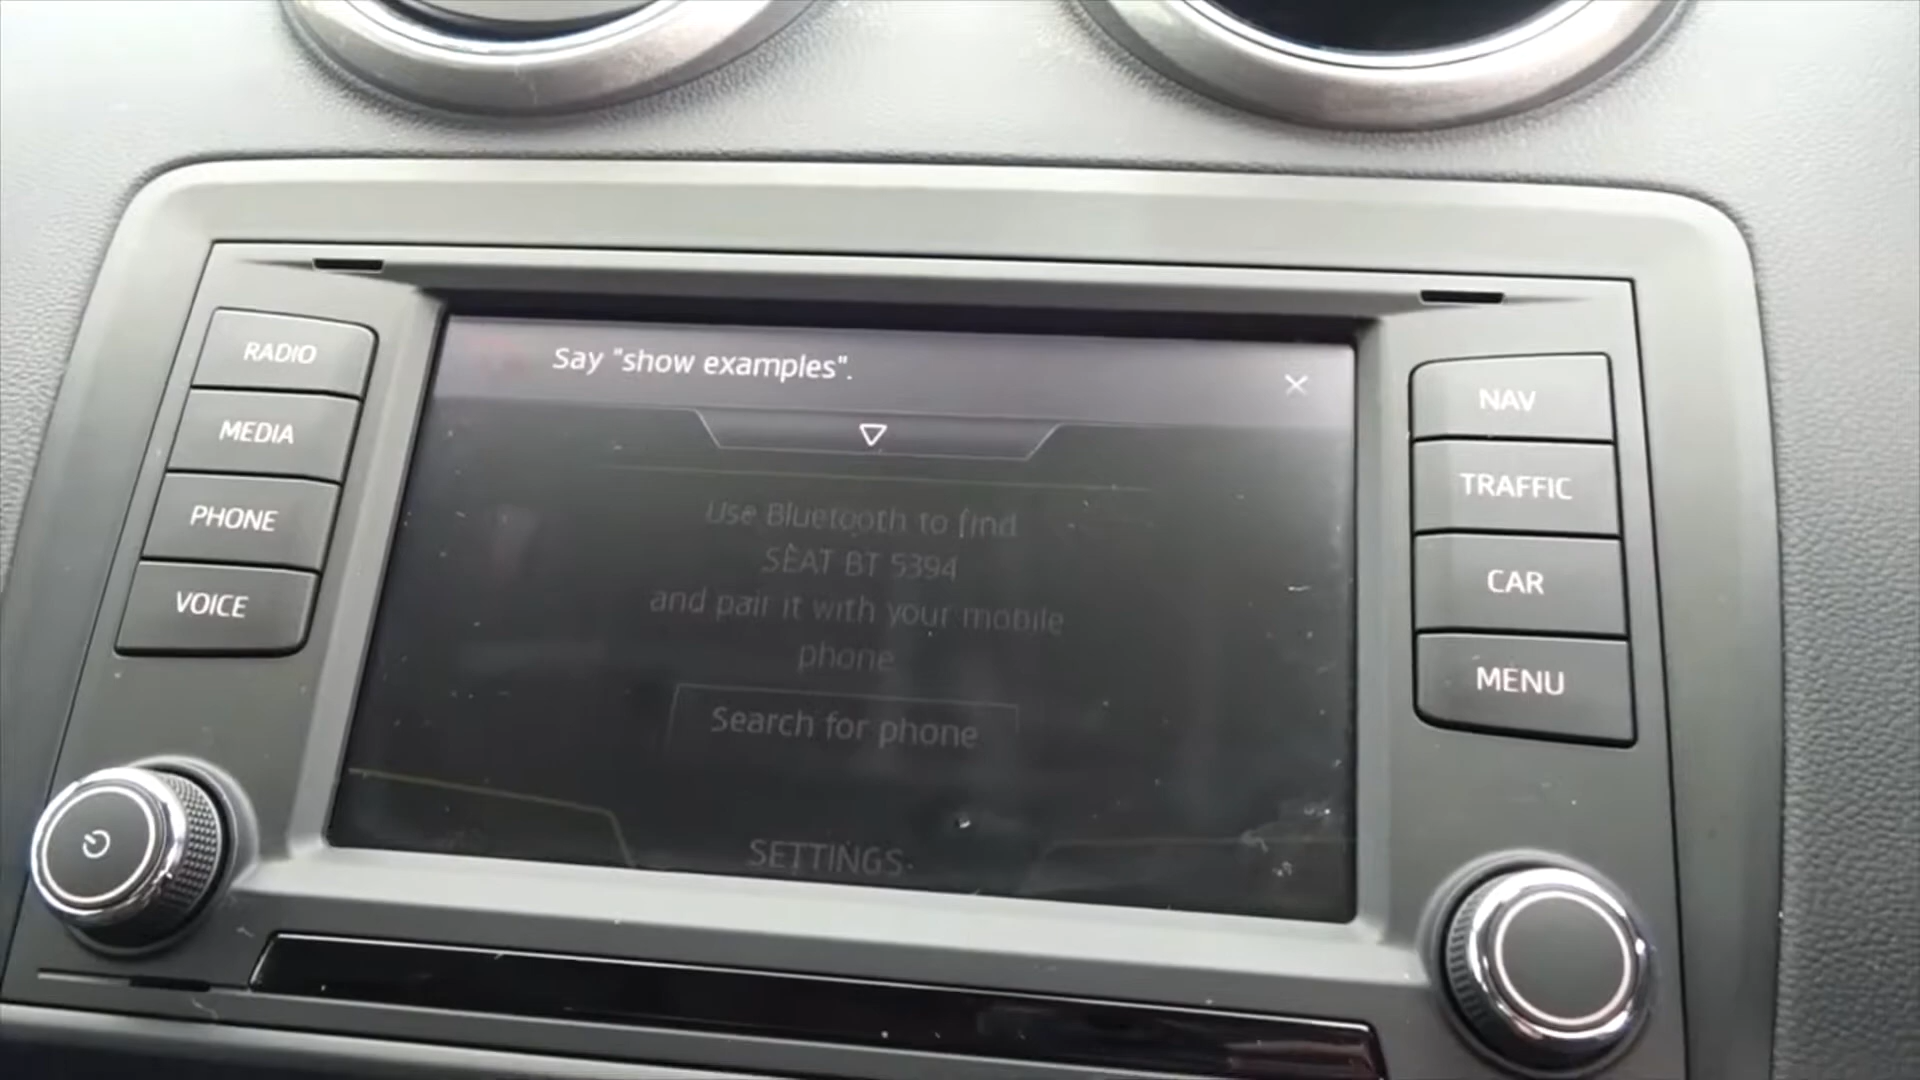 Say "show examples".
RADIO
MEDIA
PHONE
VOICE
Use Bluetooth to find
SEAT BT 5394
and pair it with your mobile
phone
Search for phone
SETTINGS
NAV
TRAFFIC
CAR
MENU